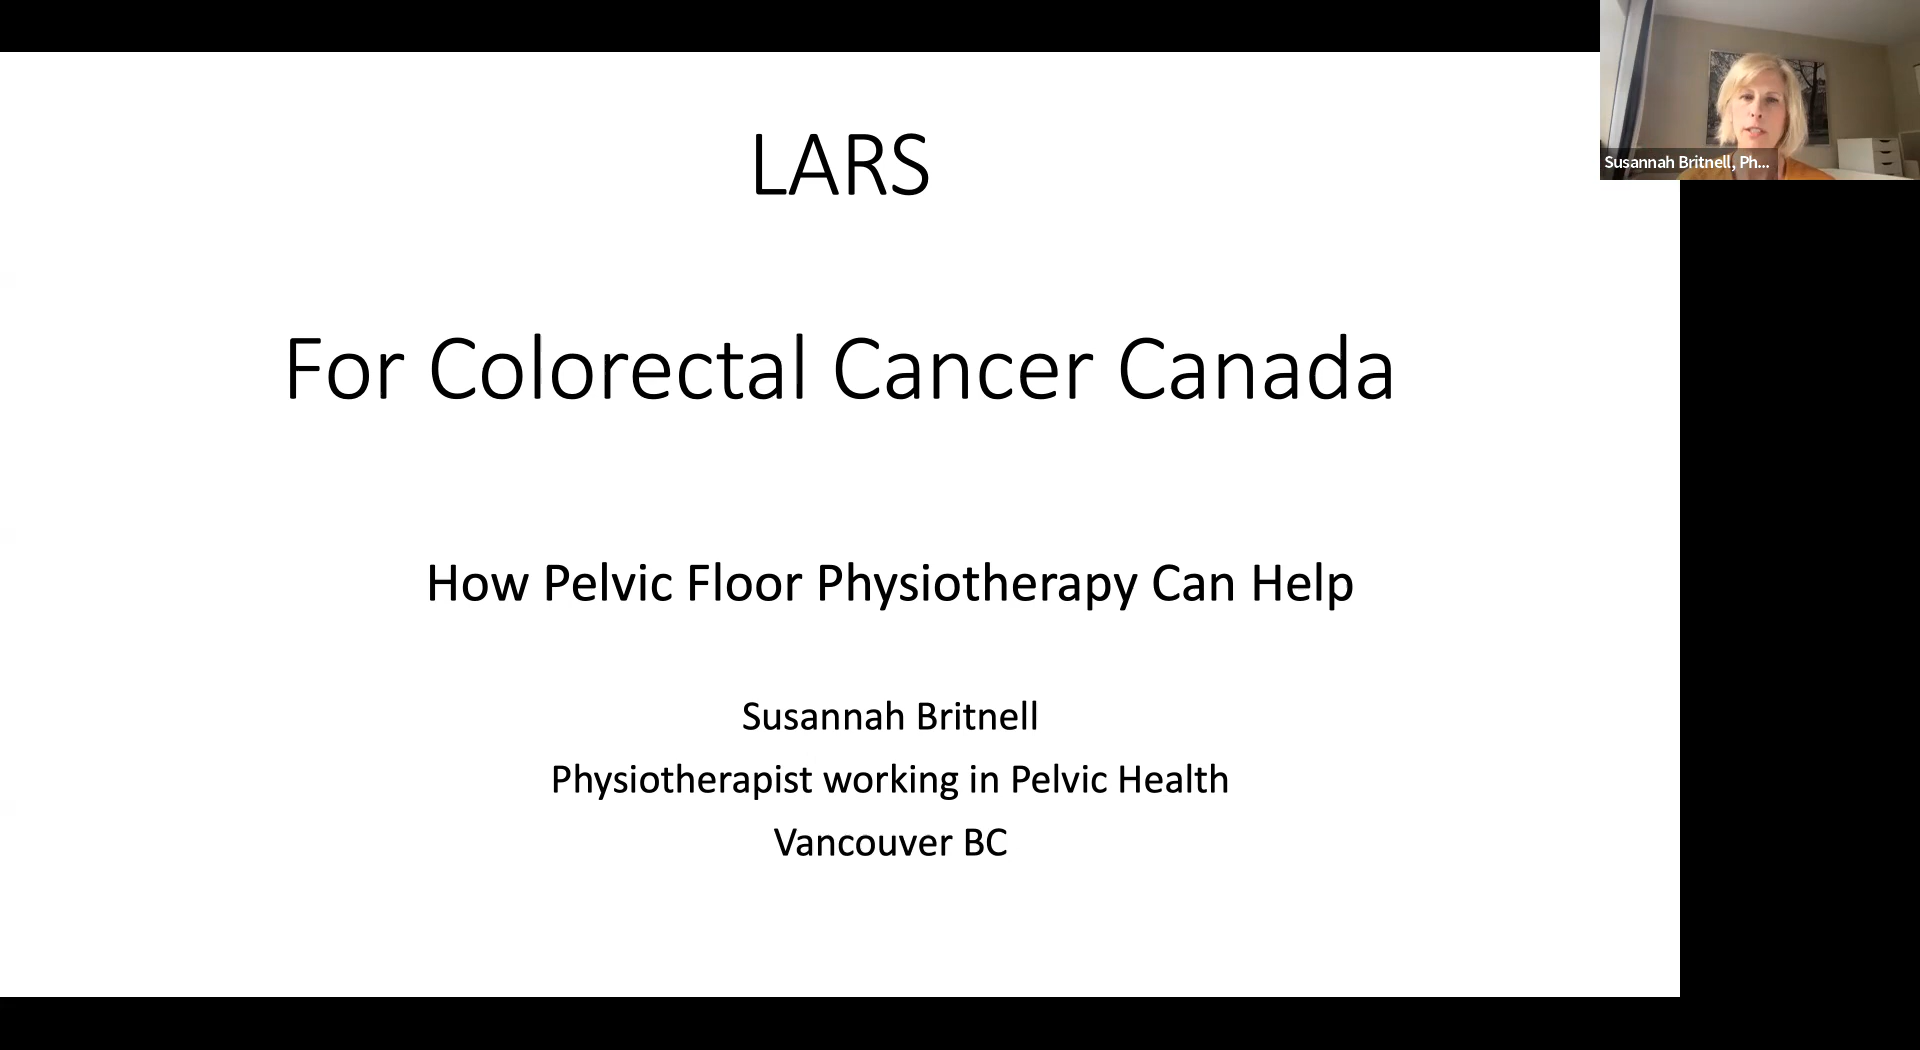 LARS
For Colorectal Cancer Canada
How Pelvic Floor Physiotherapy Can Help
Susannah Britnell
Physiotherapist working in Pelvic Health
Vancouver BC
Susannah Britnell, Ph...